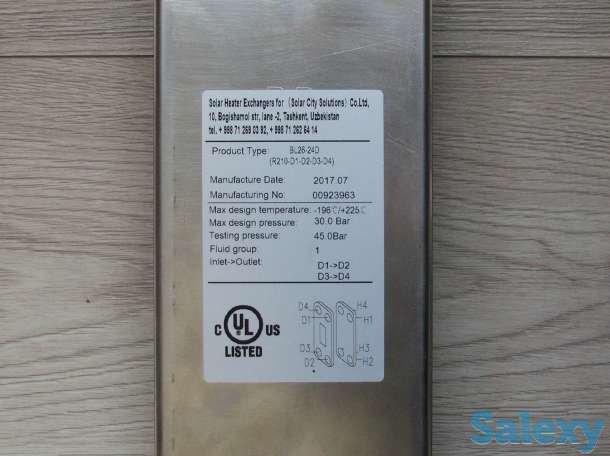 Solar Heater Exchangers for (Solar City Solutions) Co.Ltd,
10, Bogishamol str, lane -2, Tashkent, Uzbekistan
tel. + 998 71 269 03 92, + 998 71 262 64 14
Product Type: BL26-24D
(R210-D1-D2-D3-D4)
Manufacture Date: 2017.07
Manufacturing No: 00923963
Max design temperature: -196℃/+225℃
Max design pressure: 30.0 Bar
Testing pressure: 45.0Bar
Fluid group: 1
Inlet->Outlet: D1->D2
D3->D4
C UL US
LISTED
D4 H4
D1 H1
D3 H3
D2 H2
Salexy